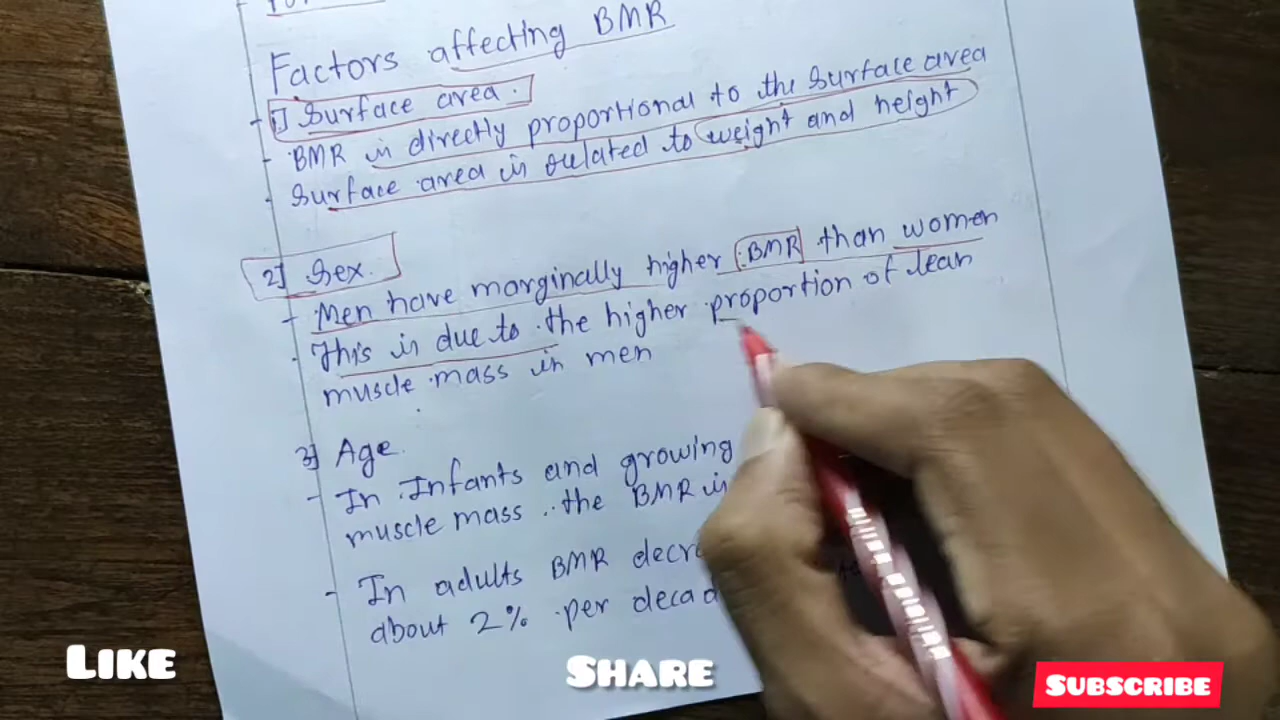 Factors affecting BMR
1] Surface area.
- BMR is directly proportional to the surface area
- Surface area is related to weight and height
2] Sex.
- Men have marginally higher BMR than women
- This is due to the higher proportion of lean
muscle mass in men
3] Age.
- In Infants and growing
muscle mass the BMR is
- In adults BMR decr
about 2% per decad
LIKE
SHARE
SUBSCRIBE